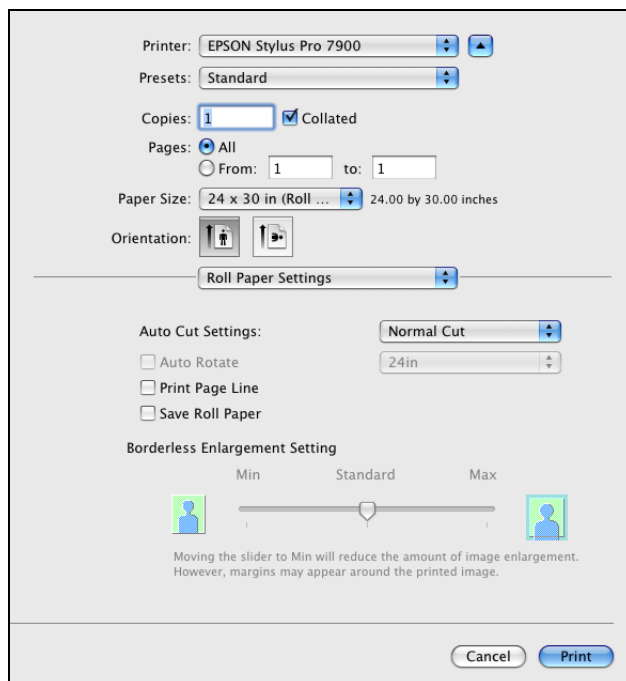 Printer: EPSON Stylus Pro 7900
Presets: Standard
Copies: 1 Collated
Pages: All
From: 1 to: 1
Paper Size: 24 x 30 in (Roll ... 24.00 by 30.00 inches
Orientation:
Roll Paper Settings
Auto Cut Settings: Normal Cut
Auto Rotate 24in
Print Page Line
Save Roll Paper
Borderless Enlargement Setting
Min Standard Max
Moving the slider to Min will reduce the amount of image enlargement.
However, margins may appear around the printed image.
Cancel Print